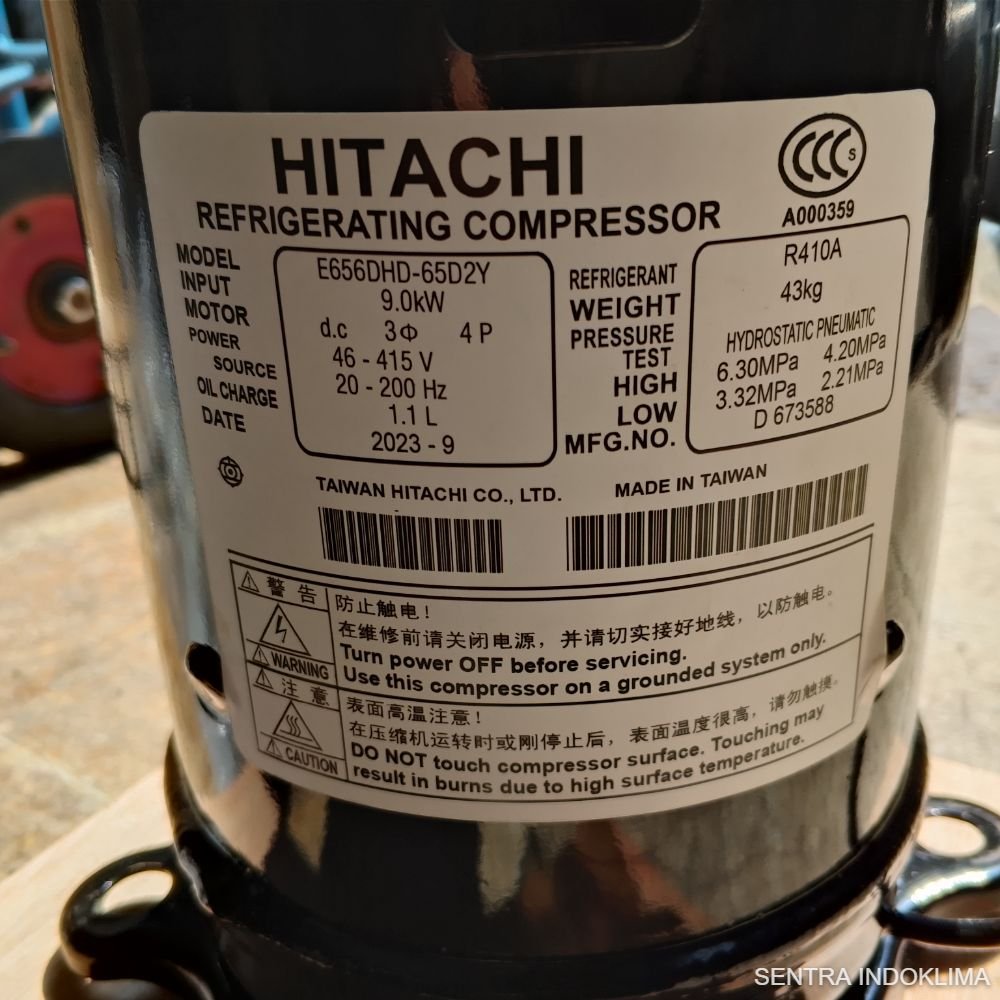 HITACHI
REFRIGERATING COMPRESSOR
CCC S
A000359
MODEL E656DHD-65D2Y
INPUT 9.0kW
MOTOR d.c 3Φ 4 P
POWER SOURCE 46 - 415 V
20 - 200 Hz
OIL CHARGE 1.1 L
DATE 2023 - 9
REFRIGERANT R410A
WEIGHT 43kg
PRESSURE TEST HYDROSTATIC PNEUMATIC
HIGH 6.30MPa 4.20MPa
LOW 3.32MPa 2.21MPa
MFG.NO. D 673588
TAIWAN HITACHI CO., LTD.
MADE IN TAIWAN
警告
WARNING
防止触电！
在维修前请关闭电源，并请切实接好地线，以防触电。
Turn power OFF before servicing.
Use this compressor on a grounded system only.
注意
CAUTION
表面高温注意！
在压缩机运转时或刚停止后，表面温度很高，请勿触摸。
DO NOT touch compressor surface. Touching may
result in burns due to high surface temperature.
SENTRA INDOKLIMA